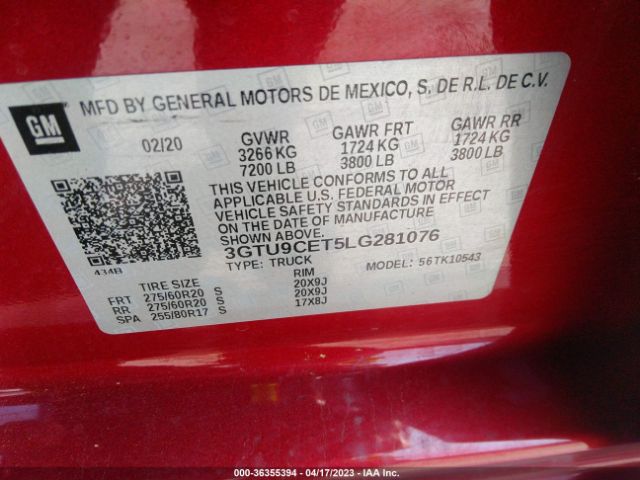 GM
MFD BY GENERAL MOTORS DE MEXICO, S. DE R.L. DE C.V.
02/20 GVWR GAWR FRT GAWR RR
3266 KG 1724 KG 1724 KG
7200 LB 3800 LB 3800 LB
THIS VEHICLE CONFORMS TO ALL
APPLICABLE U.S. FEDERAL MOTOR
VEHICLE SAFETY STANDARDS IN EFFECT
ON THE DATE OF MANUFACTURE
SHOWN ABOVE.
3GTU9CET5LG281076
434B TYPE: TRUCK MODEL: 56TK10543
TIRE SIZE RIM
FRT 275/60R20 S 20X9J
RR 275/60R20 S 20X9J
SPA 255/80R17 S 17X8J
000-36355394 - 04/17/2023 - IAA Inc.